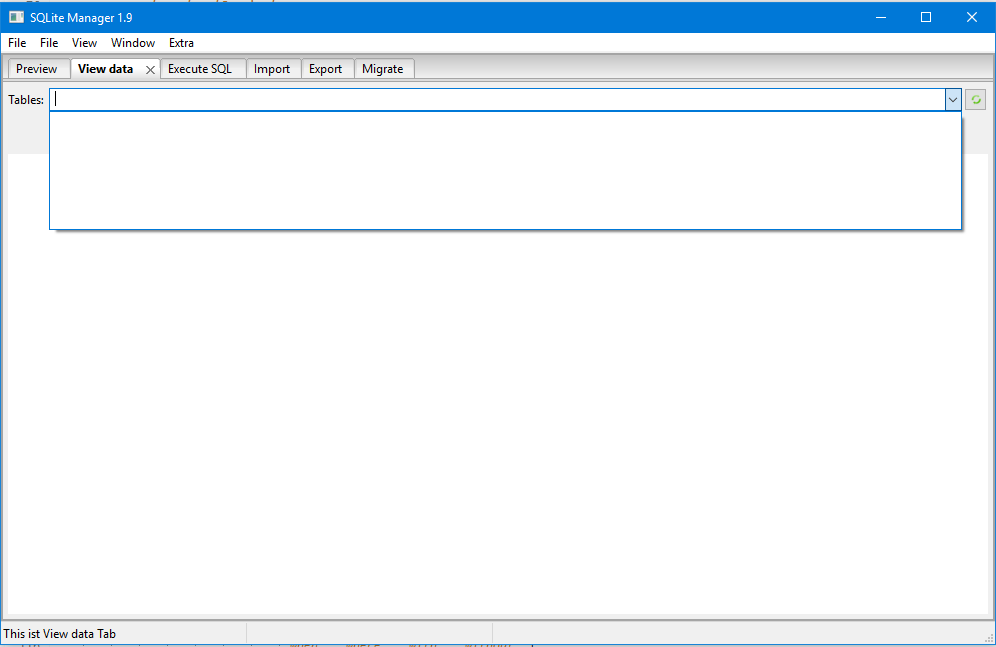 SQLite Manager 1.9
File File View Window Extra
Preview View data Execute SQL Import Export Migrate
Tables:
This ist View data Tab